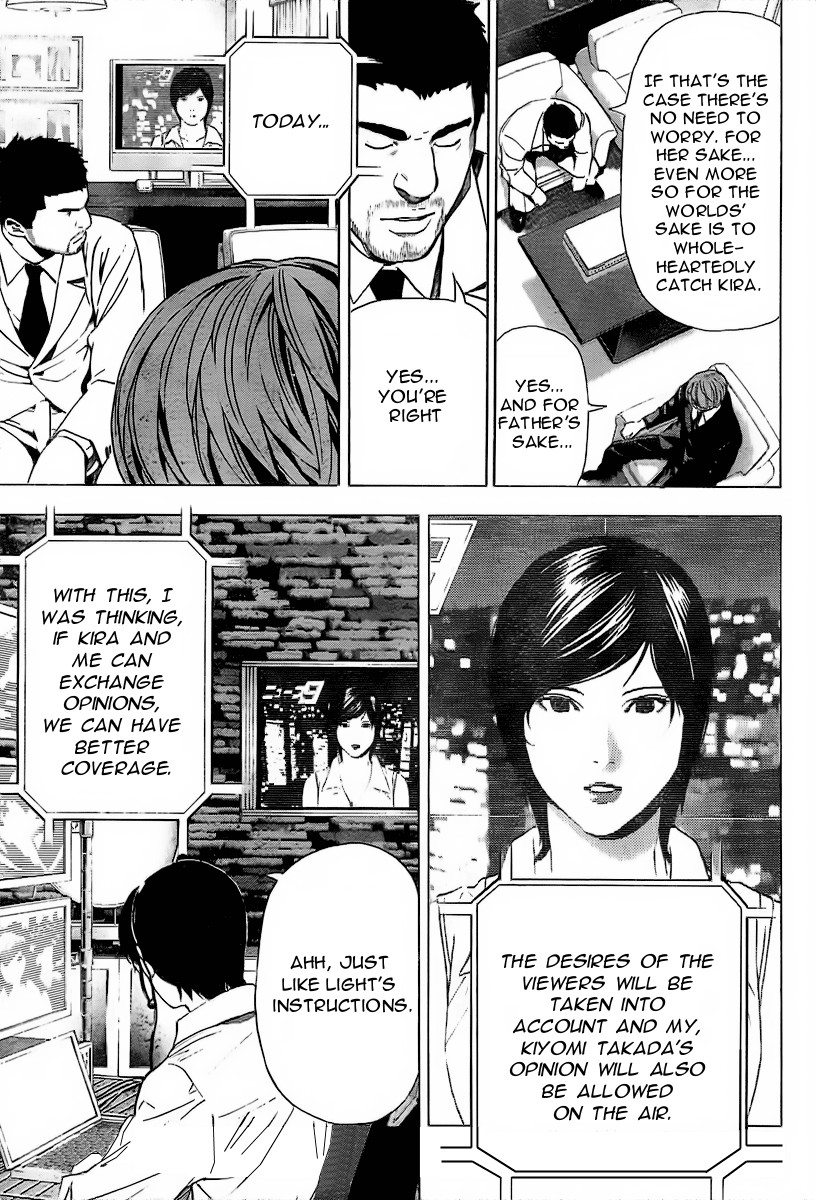 IF THAT'S THE
CASE THERE'S
NO NEED TO
WORRY. FOR
HER SAKE...
EVEN MORE
SO FOR THE
WORLDS'
SAKE IS TO
WHOLE-
HEARTEDLY
CATCH KIRA.
YES...
AND FOR
FATHER'S
SAKE...
YES...
YOU'RE
RIGHT
TODAY...
THE DESIRES OF THE
VIEWERS WILL BE
TAKEN INTO
ACCOUNT AND MY,
KIYOMI TAKADA'S
OPINION WILL ALSO
BE ALLOWED
ON THE AIR.
WITH THIS, I
WAS THINKING,
IF KIRA AND
ME CAN
EXCHANGE
OPINIONS,
WE CAN HAVE
BETTER
COVERAGE.
AHH, JUST
LIKE LIGHT'S
INSTRUCTIONS.